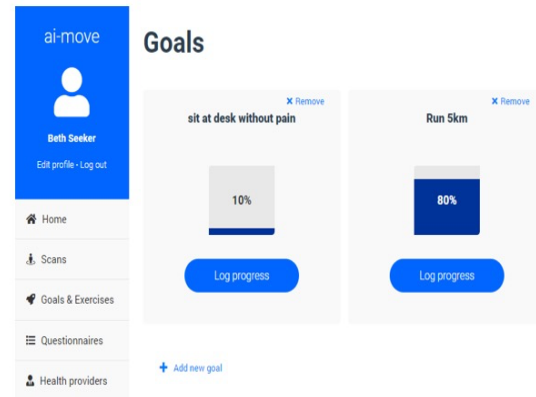 ai-move
Beth Seeker
Edit profile - Log out
Home
Scans
Goals & Exercises
Questionnaires
Health providers
Goals
Remove
sit at desk without pain
10%
Log progress
Remove
Run 5km
80%
Log progress
Add new goal